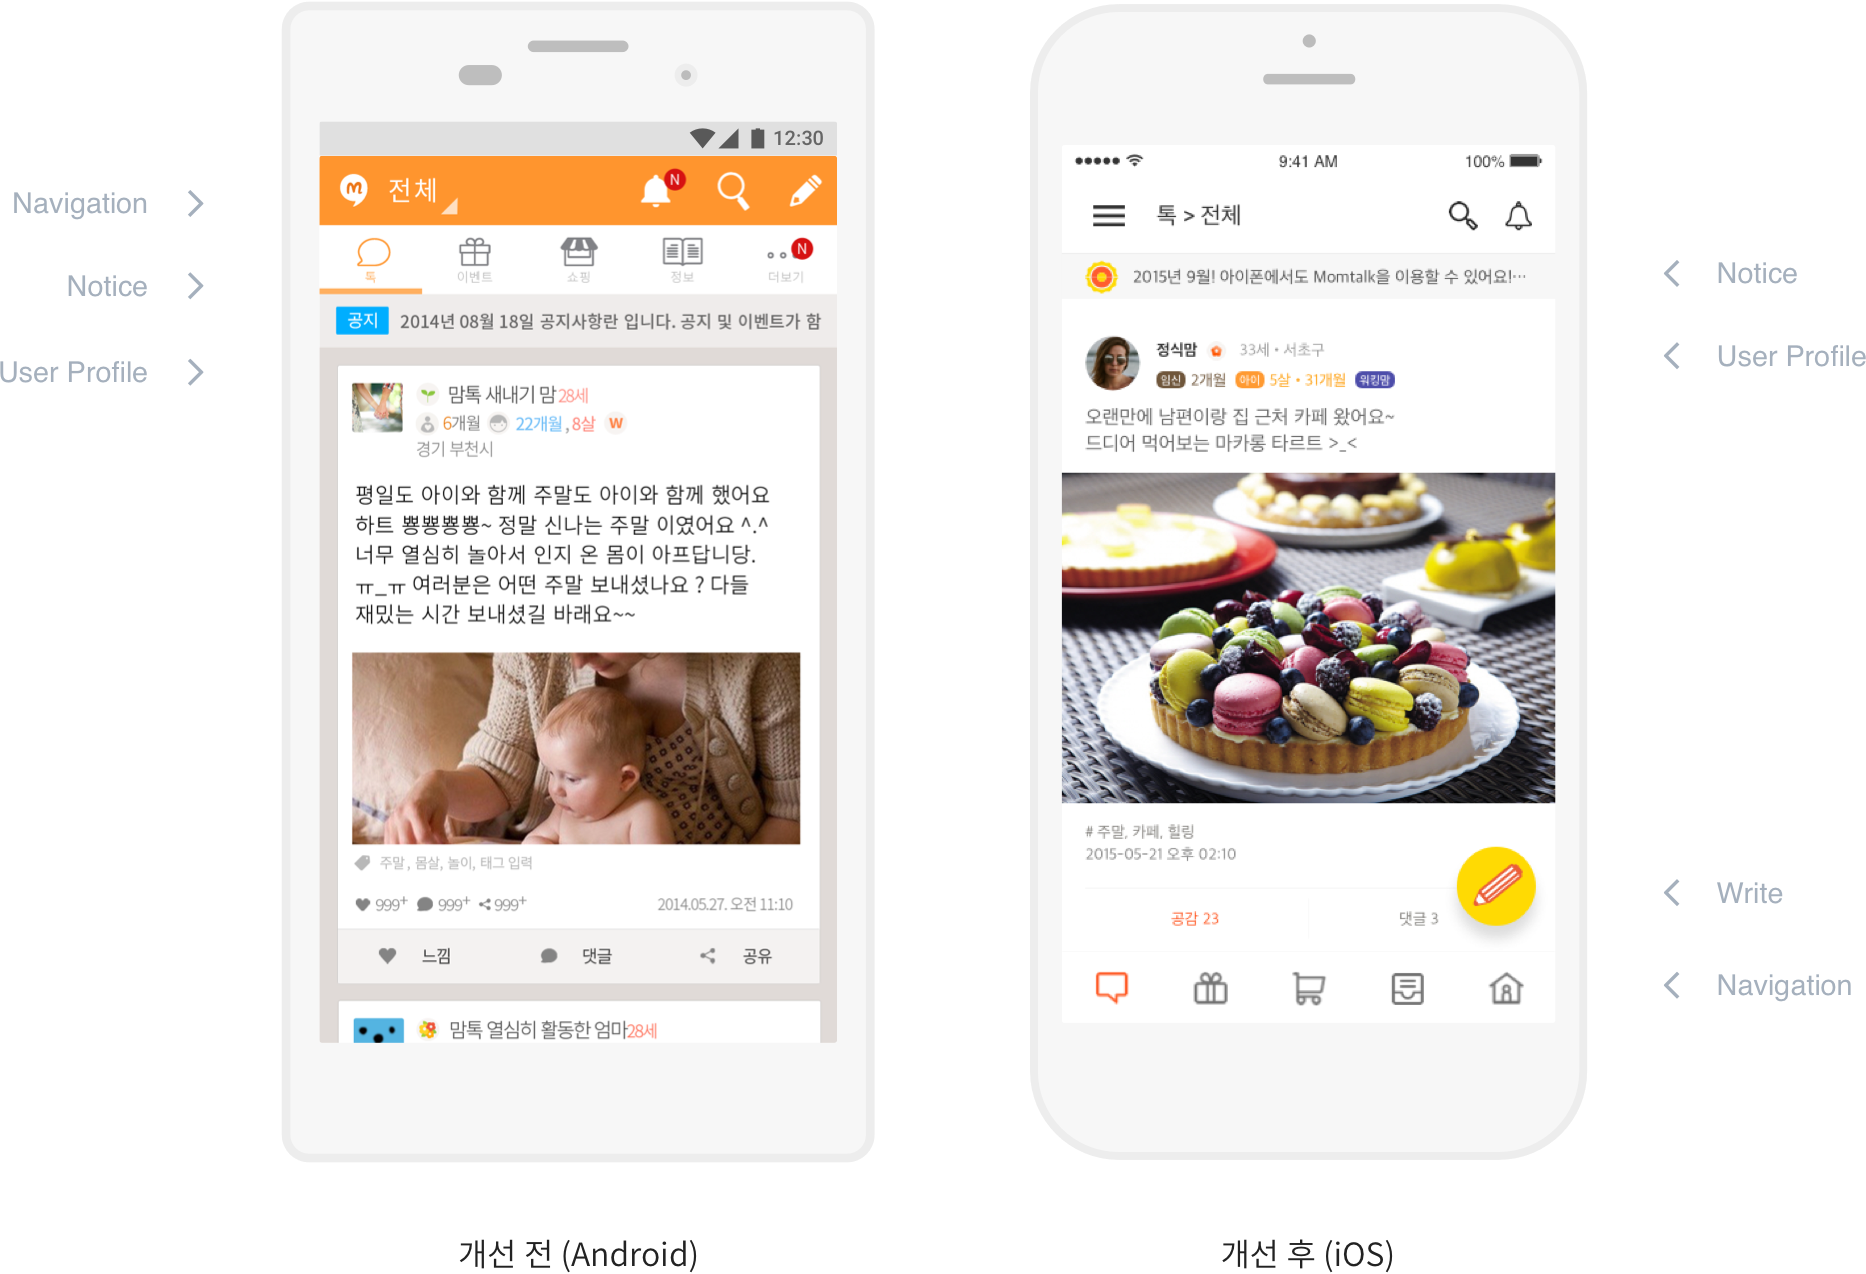 Navigation
Notice
User Profile
12:30
전체
N
톡
이벤트
쇼핑
정보
N
더보기
공지 2014년 08월 18일 공지사항란 입니다. 공지 및 이벤트가 함
맘톡 새내기 맘 28세
6개월 22개월, 8살 W
경기 부천시
평일도 아이와 함께 주말도 아이와 함께 했어요
하트 뿅뿅뿅뿅~ 정말 신나는 주말 이였어요 ^.^
너무 열심히 놀아서 인지 온 몸이 아프답니당.
ㅠ_ㅠ 여러분은 어떤 주말 보내셨나요 ? 다들
재밌는 시간 보내셨길 바래요~~
주말, 몸살, 놀이, 태그 입력
999+ 999+ 999+ 2014.05.27. 오전 11:10
느낌 댓글 공유
맘톡 열심히 활동한 엄마 28세
개선 전 (Android)
9:41 AM 100%
톡 > 전체
2015년 9월! 아이폰에서도 Momtalk을 이용할 수 있어요!···
정식맘 33세 • 서초구
임신 2개월 아이 5살 • 31개월 워킹맘
오랜만에 남편이랑 집 근처 카페 왔어요~
드디어 먹어보는 마카롱 타르트 >_<
# 주말, 카페, 힐링
2015-05-21 오후 02:10
공감 23 댓글 3
개선 후 (iOS)
Notice
User Profile
Write
Navigation